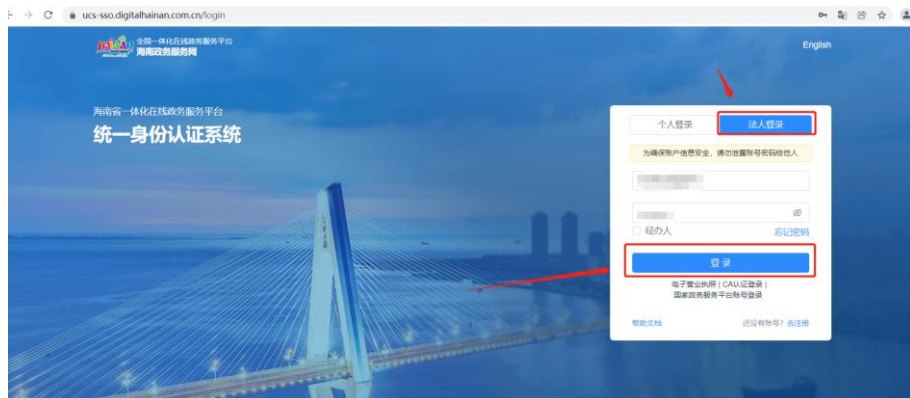 ucs-sso.digitalhainan.com.cn/login
全国一体化在线政务服务平台
海南政务服务网
English
海南省一体化在线政务服务平台
统一身份认证系统
个人登录 法人登录
为确保账户信息安全，请勿泄露账号密码给他人
经办人 忘记密码
登录
电子营业执照 | CA认证登录 |
国家政务服务平台账号登录
帮助文档 还没有账号？去注册